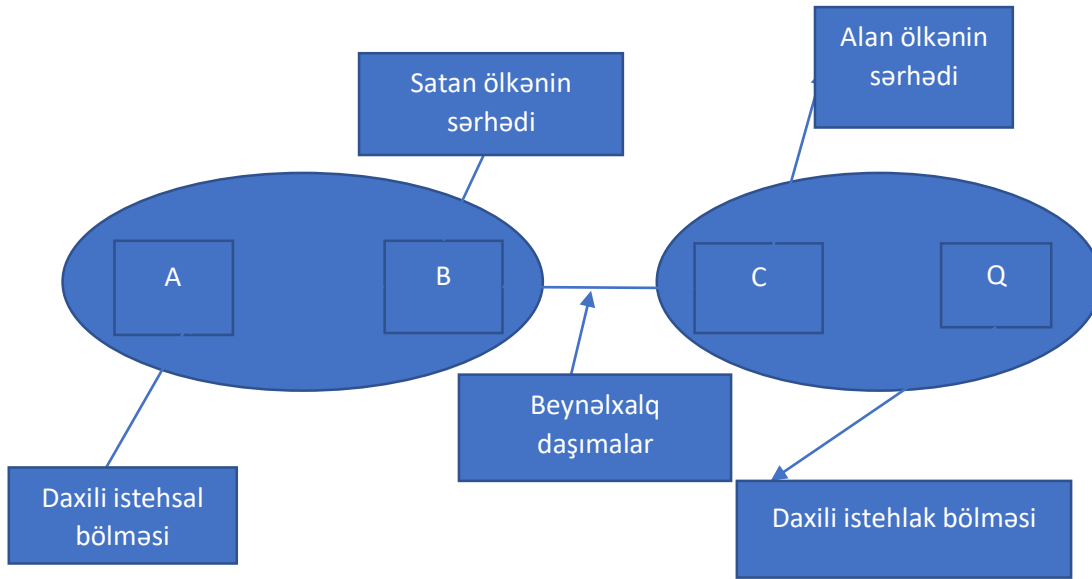 Alan ölkənin
sərhədi
Satan ölkənin
sərhədi
A
B
C
Q
Beynəlxalq
daşımalar
Daxili istehsal
bölməsi
Daxili istehlak bölməsi